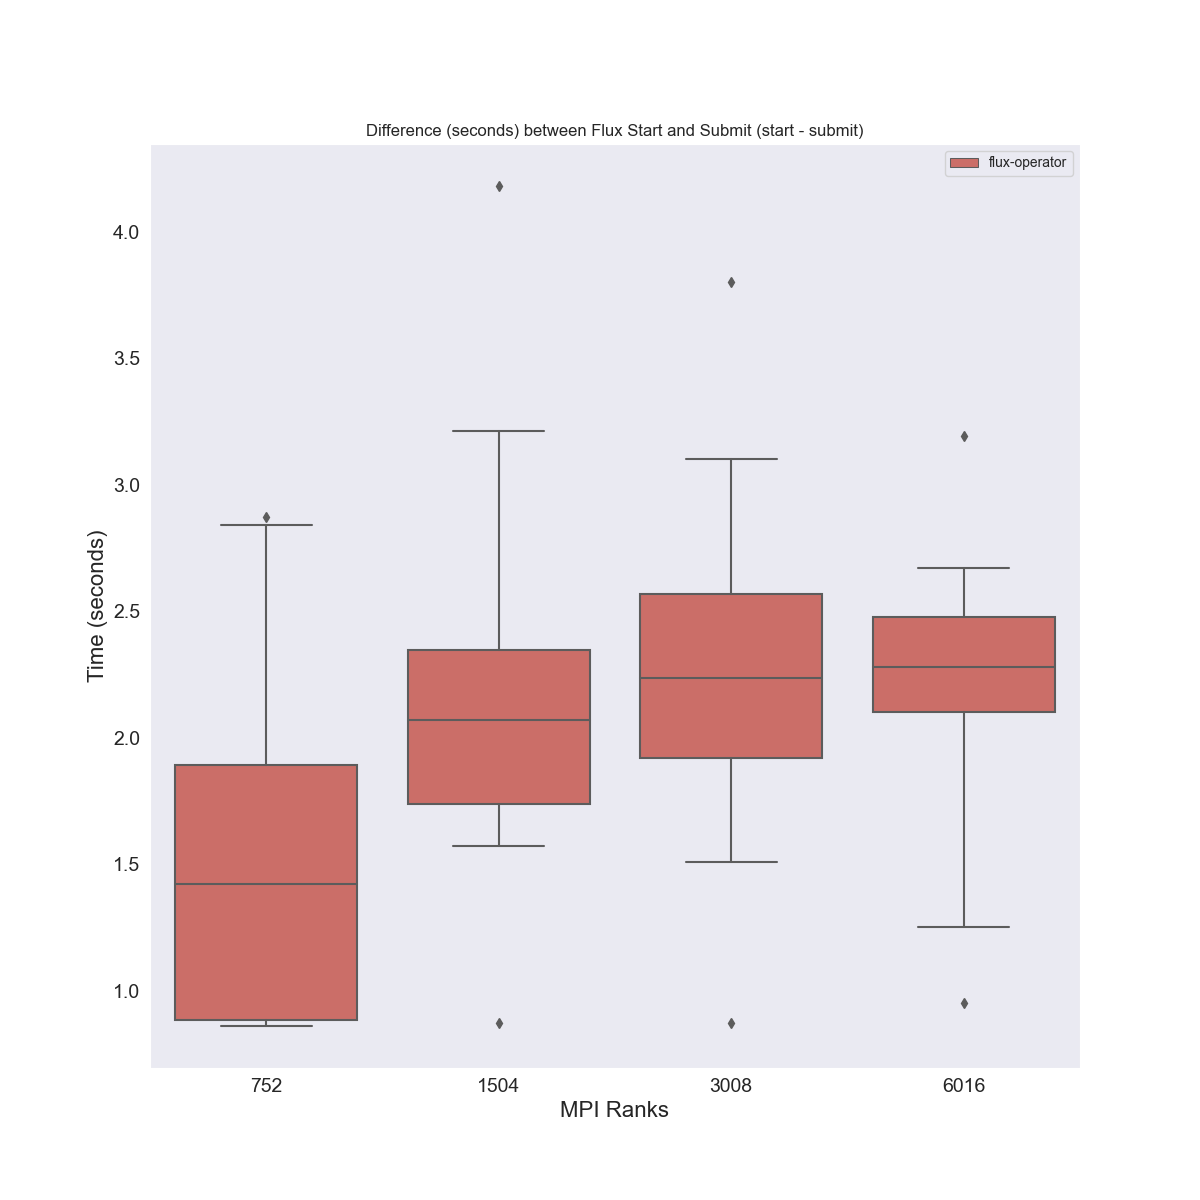 Difference (seconds) between Flux Start and Submit (start - submit)
flux-operator
4.0
3.5
3.0
2.5
2.0
1.5
1.0
Time (seconds)
752 1504 3008 6016
MPI Ranks